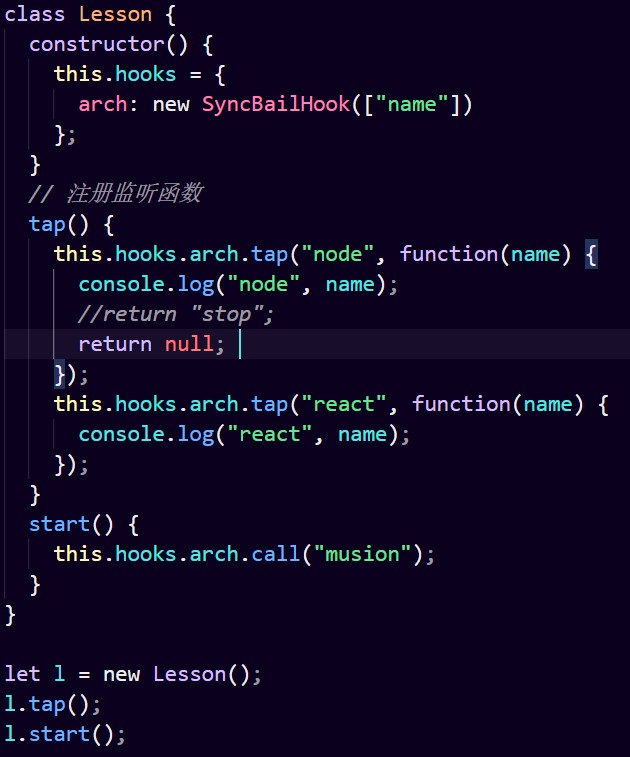 class Lesson {
  constructor() {
    this.hooks = {
      arch: new SyncBailHook(["name"])
    };
  }
  // 注册监听函数
  tap() {
    this.hooks.arch.tap("node", function(name) {
      console.log("node", name);
      //return "stop";
      return null;
    });
    this.hooks.arch.tap("react", function(name) {
      console.log("react", name);
    });
  }
  start() {
    this.hooks.arch.call("musion");
  }
}

let l = new Lesson();
l.tap();
l.start();